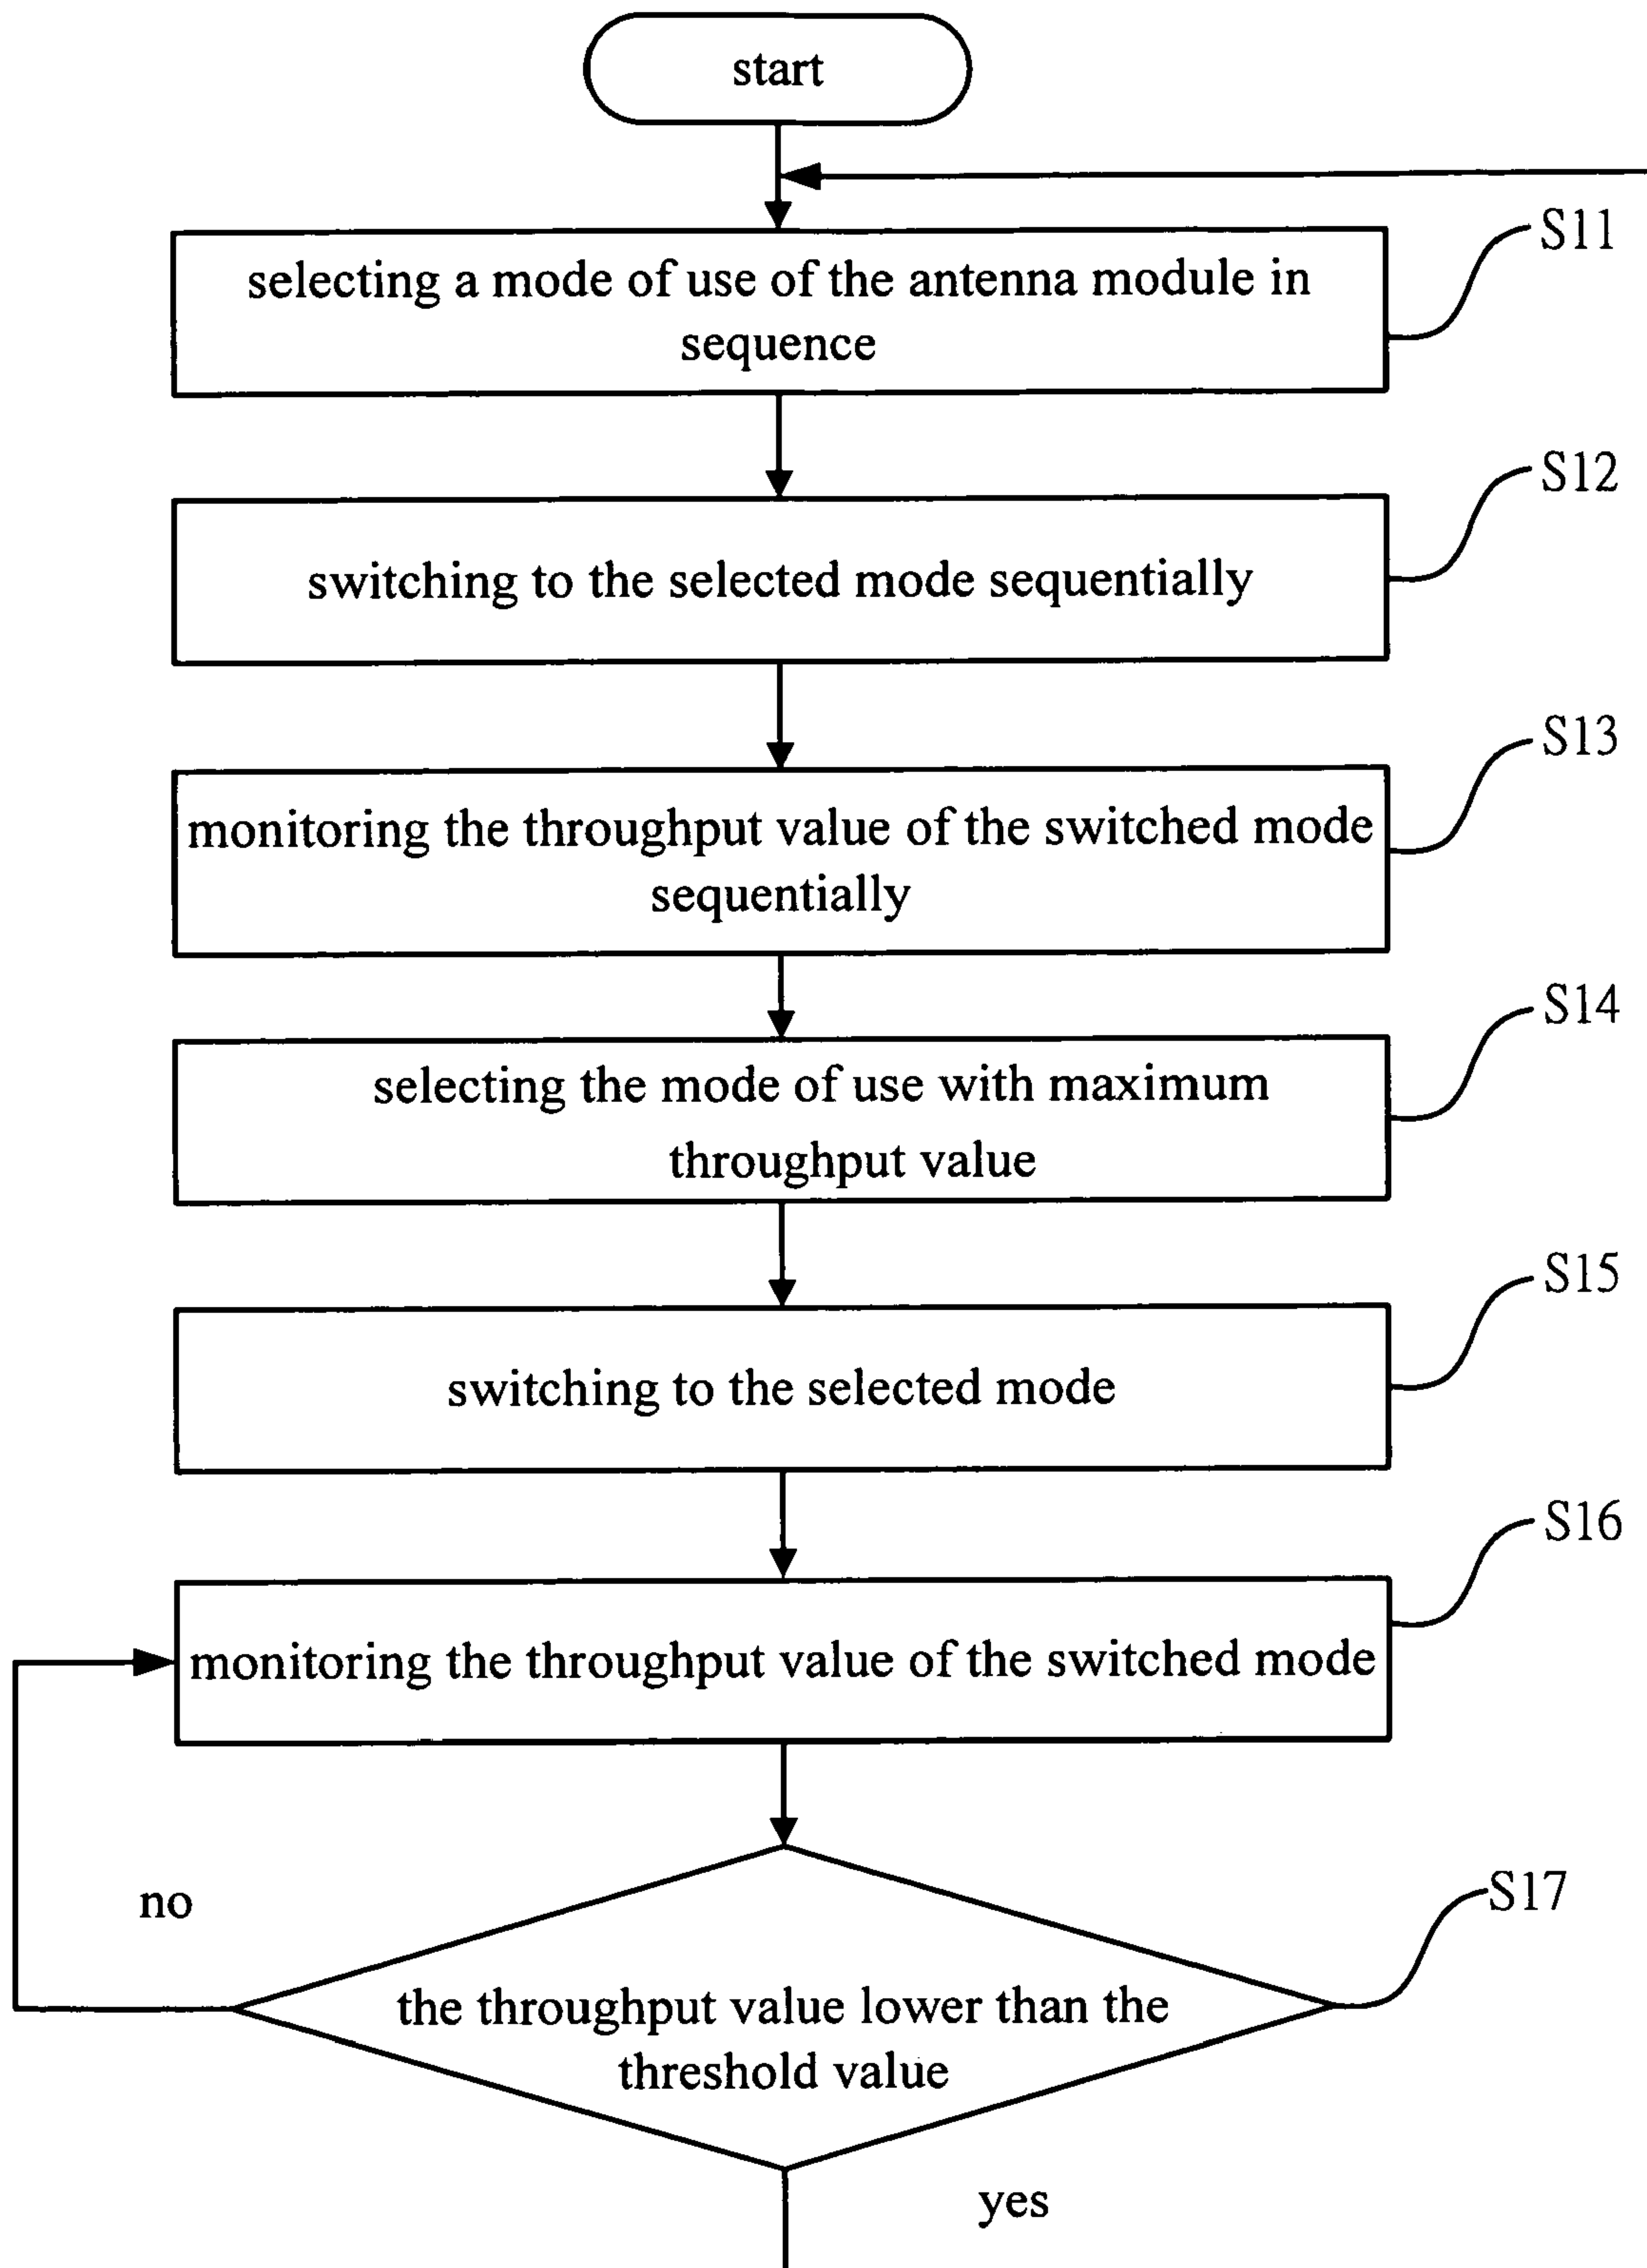 start
S11
selecting a mode of use of the antenna module in
sequence
S12
switching to the selected mode sequentially
S13
monitoring the throughput value of the switched mode
sequentially
S14
selecting the mode of use with maximum
throughput value
S15
switching to the selected mode
S16
monitoring the throughput value of the switched mode
no
S17
the throughput value lower than the
threshold value
yes